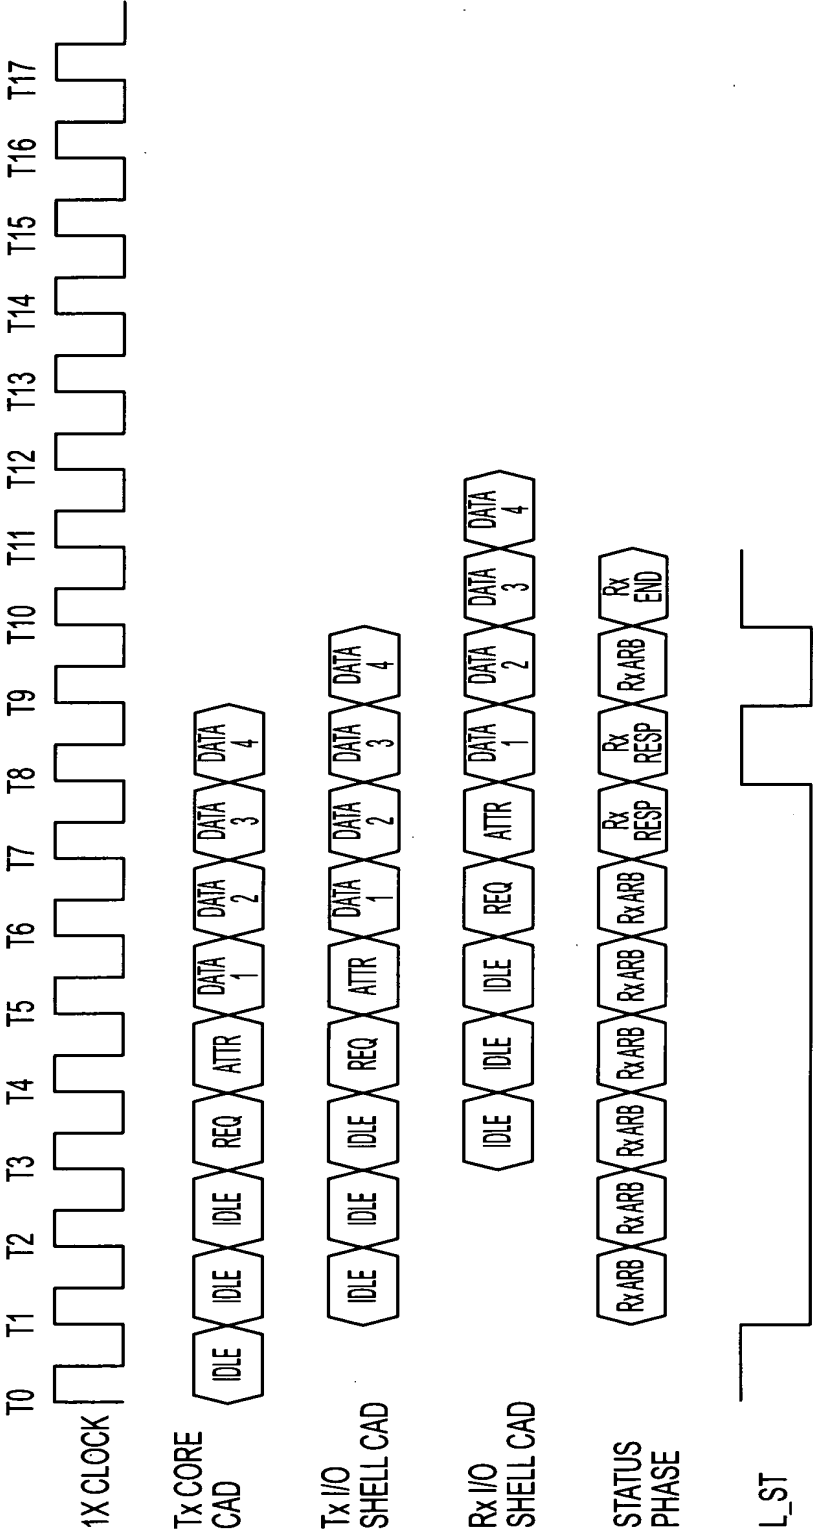 T0 T1 T2 T3 T4 T5 T6 T7 T8 T9 T10 T11 T12 T13 T14 T15 T16 T17
1X CLOCK
Tx CORE
CAD
IDLE IDLE IDLE REQ ATTR DATA 1 DATA 2 DATA 3 DATA 4
Tx I/O
SHELL CAD
IDLE IDLE IDLE REQ ATTR DATA 1 DATA 2 DATA 3 DATA 4
Rx I/O
SHELL CAD
IDLE IDLE IDLE REQ ATTR DATA 1 DATA 2 DATA 3 DATA 4
STATUS
PHASE
Rx ARB Rx ARB Rx ARB Rx ARB Rx ARB Rx ARB Rx RESP Rx RESP Rx ARB Rx END
L_ST